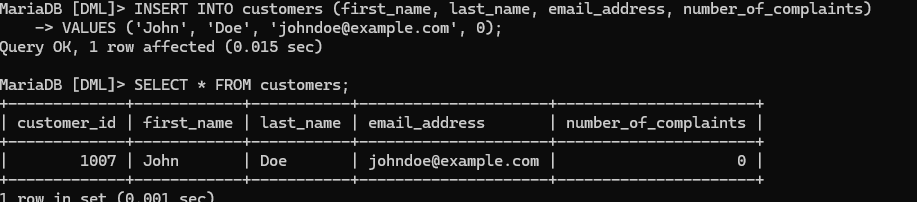 MariaDB [DML]> INSERT INTO customers (first_name, last_name, email_address, number_of_complaints)
    -> VALUES ('John', 'Doe', 'johndoe@example.com', 0);
Query OK, 1 row affected (0.015 sec)

MariaDB [DML]> SELECT * FROM customers;
+-------------+------------+-----------+---------------------+----------------------+
| customer_id | first_name | last_name | email_address       | number_of_complaints |
+-------------+------------+-----------+---------------------+----------------------+
|        1007 | John       | Doe       | johndoe@example.com |                    0 |
+-------------+------------+-----------+---------------------+----------------------+
1 row in set (0.001 sec)